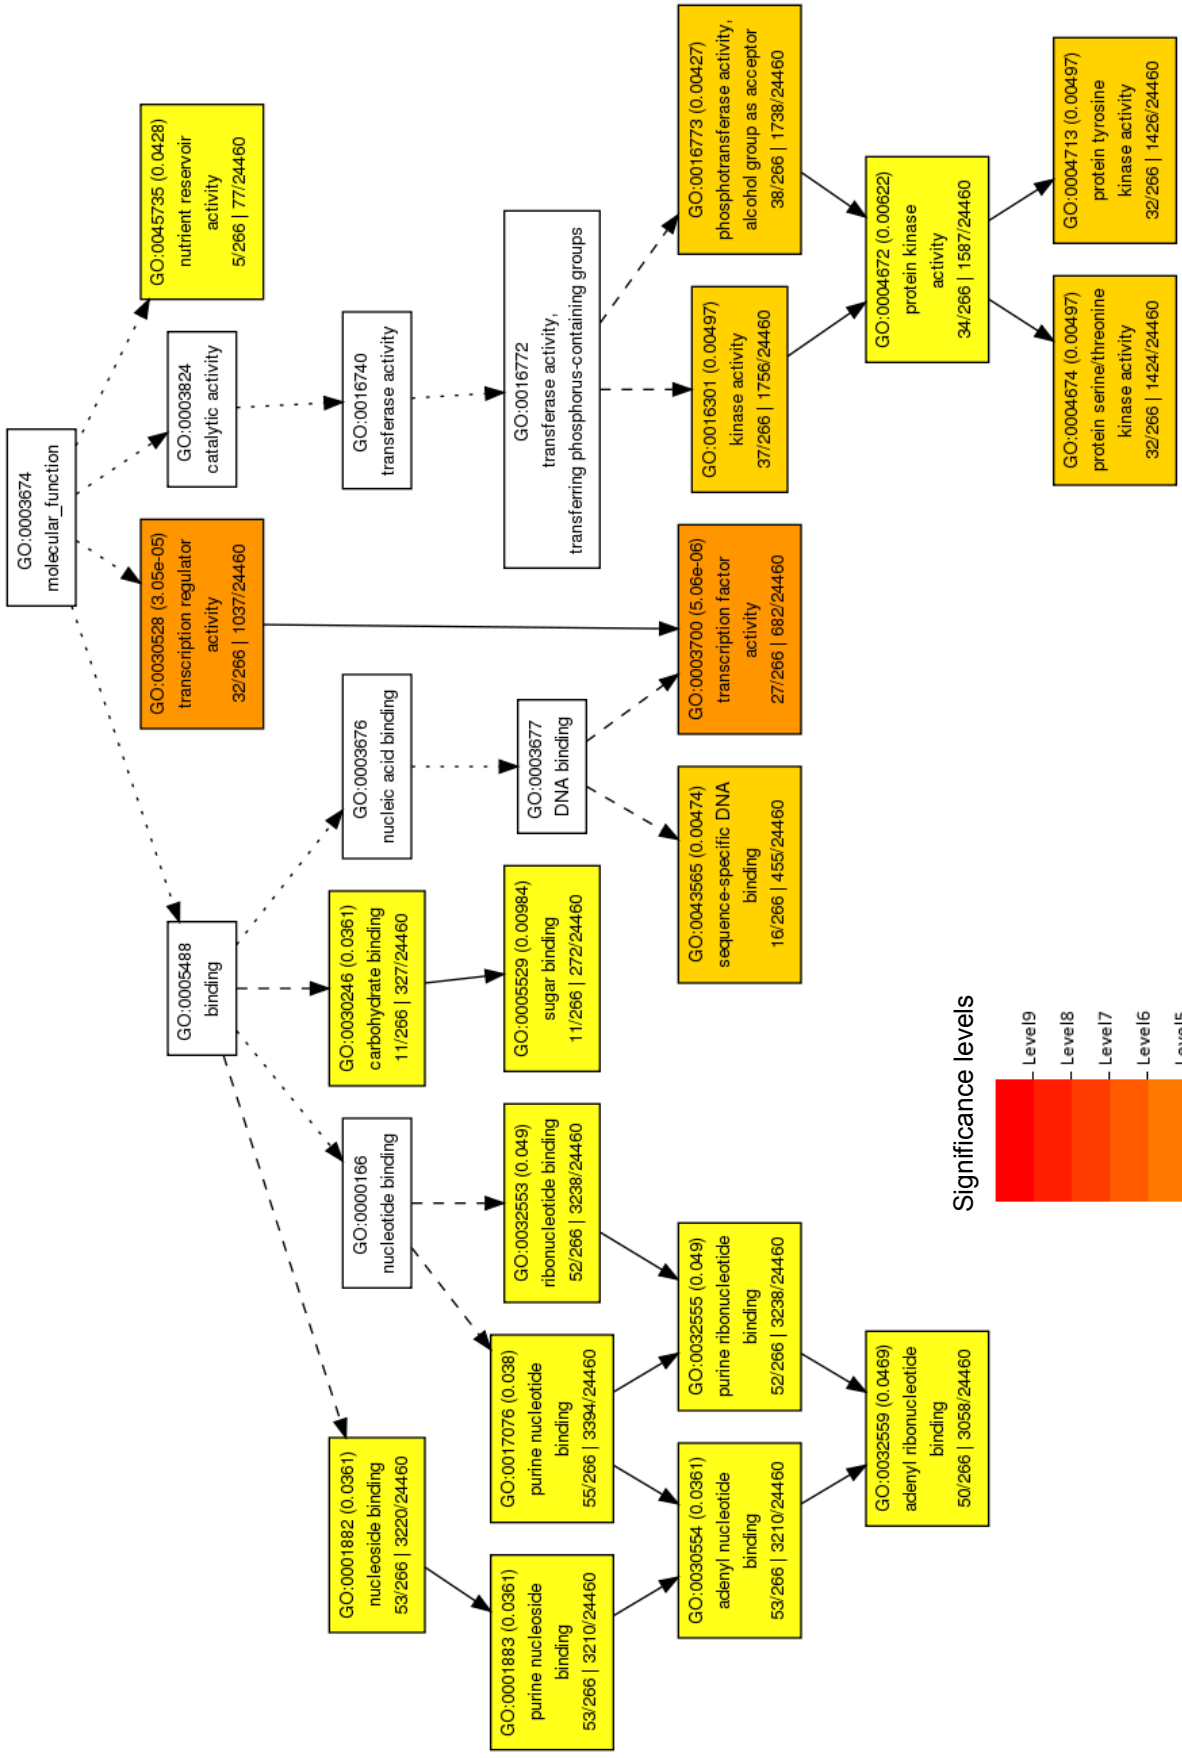 GO:0003674
molecular_function
GO:0005488
binding
GO:0030528 (3.05e-05)
transcription regulator
activity
32/266 | 1037/24460
GO:0003824
catalytic activity
GO:0045735 (0.0428)
nutrient reservoir
activity
5/266 | 77/24460
GO:0001882 (0.0361)
nucleoside binding
53/266 | 3220/24460
GO:0000166
nucleotide binding
GO:0030246 (0.0361)
carbohydrate binding
11/266 | 327/24460
GO:0003676
nucleic acid binding
GO:0016740
transferase activity
GO:0001883 (0.0361)
purine nucleoside
binding
53/266 | 3210/24460
GO:0017076 (0.038)
purine nucleotide
binding
55/266 | 3394/24460
GO:0032553 (0.049)
ribonucleotide binding
52/266 | 3238/24460
GO:0005529 (0.00984)
sugar binding
11/266 | 272/24460
GO:0003677
DNA binding
GO:0016772
transferase activity,
transferring phosphorus-containing groups
GO:0030554 (0.0361)
adenyl nucleotide
binding
53/266 | 3210/24460
GO:0032555 (0.049)
purine ribonucleotide
binding
52/266 | 3238/24460
GO:0043565 (0.00474)
sequence-specific DNA
binding
16/266 | 455/24460
GO:0003700 (5.06e-06)
transcription factor
activity
27/266 | 682/24460
GO:0016301 (0.00497)
kinase activity
37/266 | 1756/24460
GO:0016773 (0.00427)
phosphotransferase activity,
alcohol group as acceptor
38/266 | 1738/24460
GO:0032559 (0.0469)
adenyl ribonucleotide
binding
50/266 | 3058/24460
GO:0004672 (0.00622)
protein kinase
activity
34/266 | 1587/24460
GO:0004674 (0.00497)
protein serine/threonine
kinase activity
32/266 | 1424/24460
GO:0004713 (0.00497)
protein tyrosine
kinase activity
32/266 | 1426/24460
Significance levels
Level9
Level8
Level7
Level6
Level5